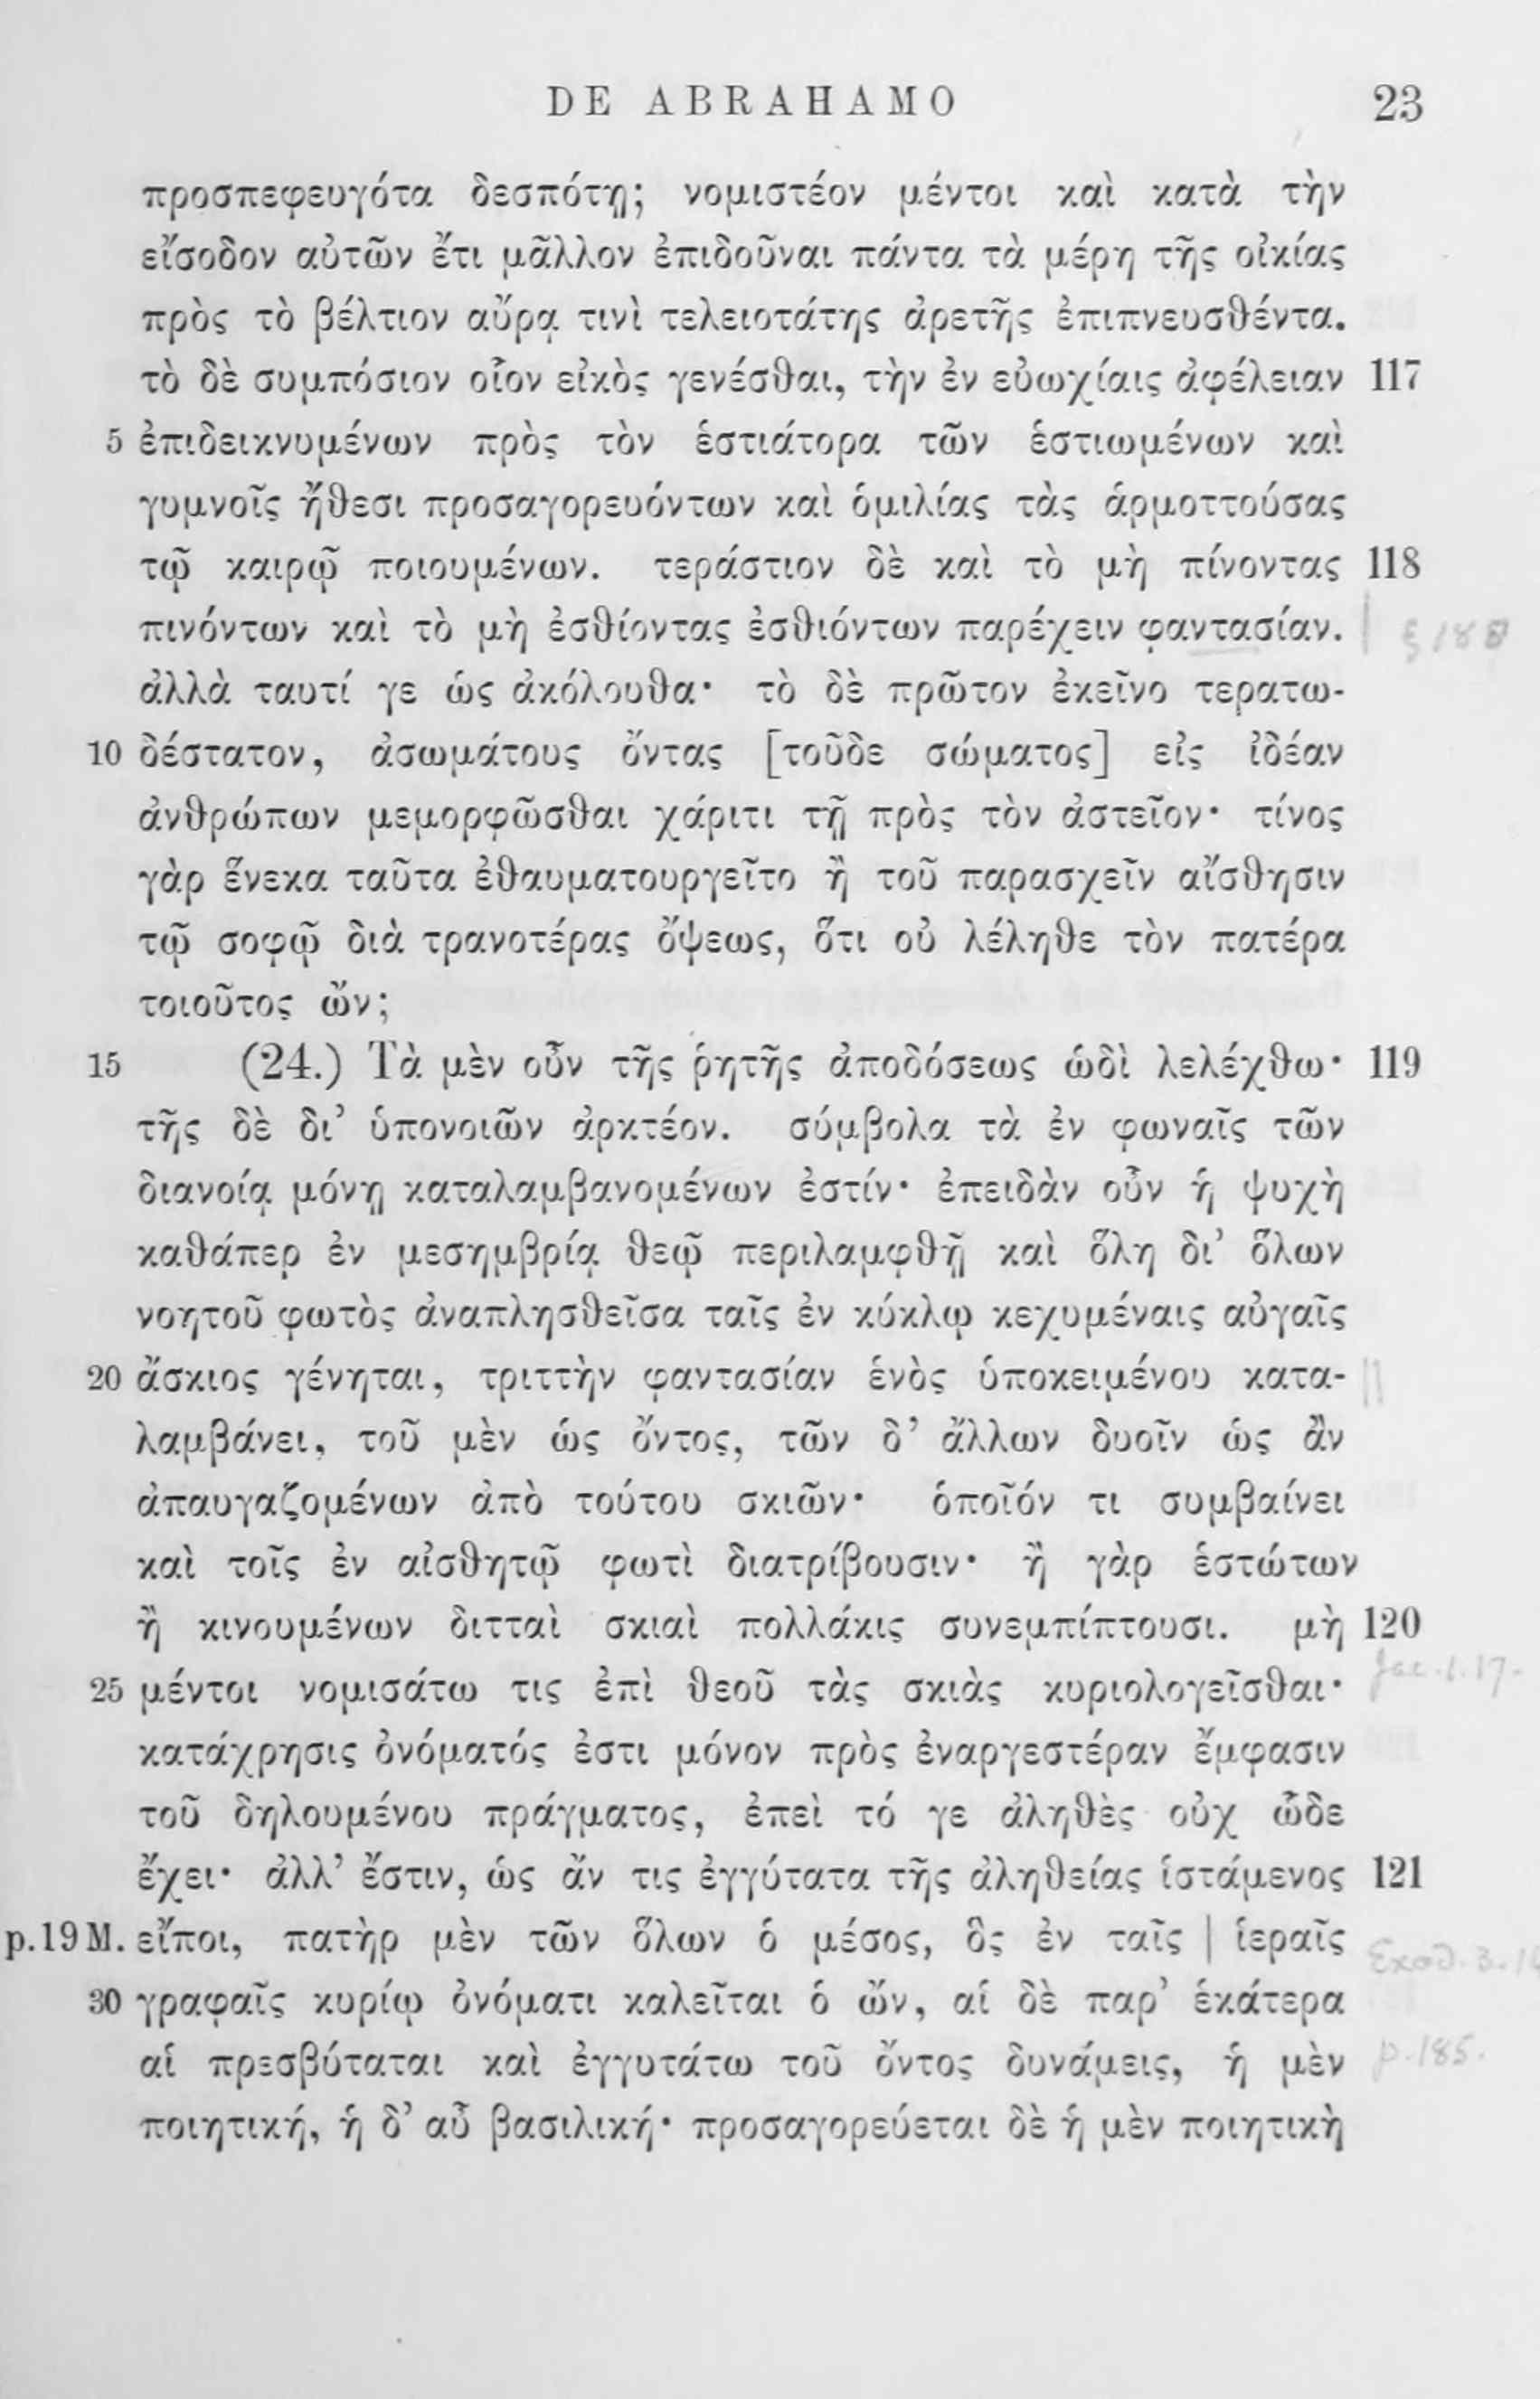 DE ABRAHAMO 23
προσπεφευγότα δεσπότῃ; νομιστέον μέντοι καὶ κατὰ τὴν
εἴσοδον αὐτῶν ἔτι μᾶλλον ἐπιδοῦναι πάντα τὰ μέρη τῆς οἰκίας
πρὸς τὸ βέλτιον αὔρᾳ τινὶ τελειοτάτης ἀρετῆς ἐπιπνευσθέντα.
τὸ δὲ συμπόσιον οἷον εἰκὸς γενέσθαι, τὴν ἐν εὐωχίαις ἀφέλειαν 117
5 ἐπιδεικνυμένων πρὸς τὸν ἑστιάτορα τῶν ἑστιωμένων καὶ
γυμνοῖς ἤθεσι προσαγορευόντων καὶ ὁμιλίας τὰς ἁρμοττούσας
τῷ καιρῷ ποιουμένων. τεράστιον δὲ καὶ τὸ μὴ πίνοντας 118
πινόντων καὶ τὸ μὴ ἐσθίοντας ἐσθιόντων παρέχειν φαντασίαν.
ἀλλὰ ταυτί γε ὡς ἀκόλουθα· τὸ δὲ πρῶτον ἐκεῖνο τερατω-
10 δέστατον, ἀσωμάτους ὄντας [τοῦδε σώματος] εἰς ἰδέαν
ἀνθρώπων μεμορφῶσθαι χάριτι τῇ πρὸς τὸν ἀστεῖον· τίνος
γὰρ ἕνεκα ταῦτα ἐθαυματουργεῖτο ἢ τοῦ παρασχεῖν αἴσθησιν
τῷ σοφῷ διὰ τρανοτέρας ὄψεως, ὅτι οὐ λέληθε τὸν πατέρα
τοιοῦτος ὤν;
15 (24.) Τὰ μὲν οὖν τῆς ῥητῆς ἀποδόσεως ὡδὶ λελέχθω· 119
τῆς δὲ δι’ ὑπονοιῶν ἀρκτέον. σύμβολα τὰ ἐν φωναῖς τῶν
διανοίᾳ μόνῃ καταλαμβανομένων ἐστίν· ἐπειδὰν οὖν ἡ ψυχὴ
καθάπερ ἐν μεσημβρίᾳ θεῷ περιλαμφθῇ καὶ ὅλη δι’ ὅλων
νοητοῦ φωτὸς ἀναπλησθεῖσα ταῖς ἐν κύκλῳ κεχυμέναις αὐγαῖς
20 ἄσκιος γένηται, τριττὴν φαντασίαν ἑνὸς ὑποκειμένου κατα-
λαμβάνει, τοῦ μὲν ὡς ὄντος, τῶν δ’ ἄλλων δυοῖν ὡς ἂν
ἀπαυγαζομένων ἀπὸ τούτου σκιῶν· ὁποῖόν τι συμβαίνει
καὶ τοῖς ἐν αἰσθητῷ φωτὶ διατρίβουσιν· ἢ γὰρ ἑστώτων
ἢ κινουμένων διτταὶ σκιαὶ πολλάκις συνεμπίπτουσι. μὴ 120
25 μέντοι νομισάτω τις ἐπὶ θεοῦ τὰς σκιὰς κυριολογεῖσθαι· Jac. 1. 17.
κατάχρησις ὀνόματός ἐστι μόνον πρὸς ἐναργεστέραν ἔμφασιν
τοῦ δηλουμένου πράγματος, ἐπεὶ τό γε ἀληθὲς οὐχ ὧδε
ἔχει· ἀλλ’ ἔστιν, ὡς ἄν τις ἐγγύτατα τῆς ἀληθείας ἱστάμενος 121
p.19 M. εἴποι, πατὴρ μὲν τῶν ὅλων ὁ μέσος, ὃς ἐν ταῖς | ἱεραῖς
30 γραφαῖς κυρίῳ ὀνόματι καλεῖται ὁ ὤν, αἱ δὲ παρ’ ἑκάτερα
αἱ πρεσβύταται καὶ ἐγγυτάτω τοῦ ὄντος δυνάμεις, ἡ μὲν p. 185.
ποιητική, ἡ δ’ αὖ βασιλική· προσαγορεύεται δὲ ἡ μὲν ποιητικὴ